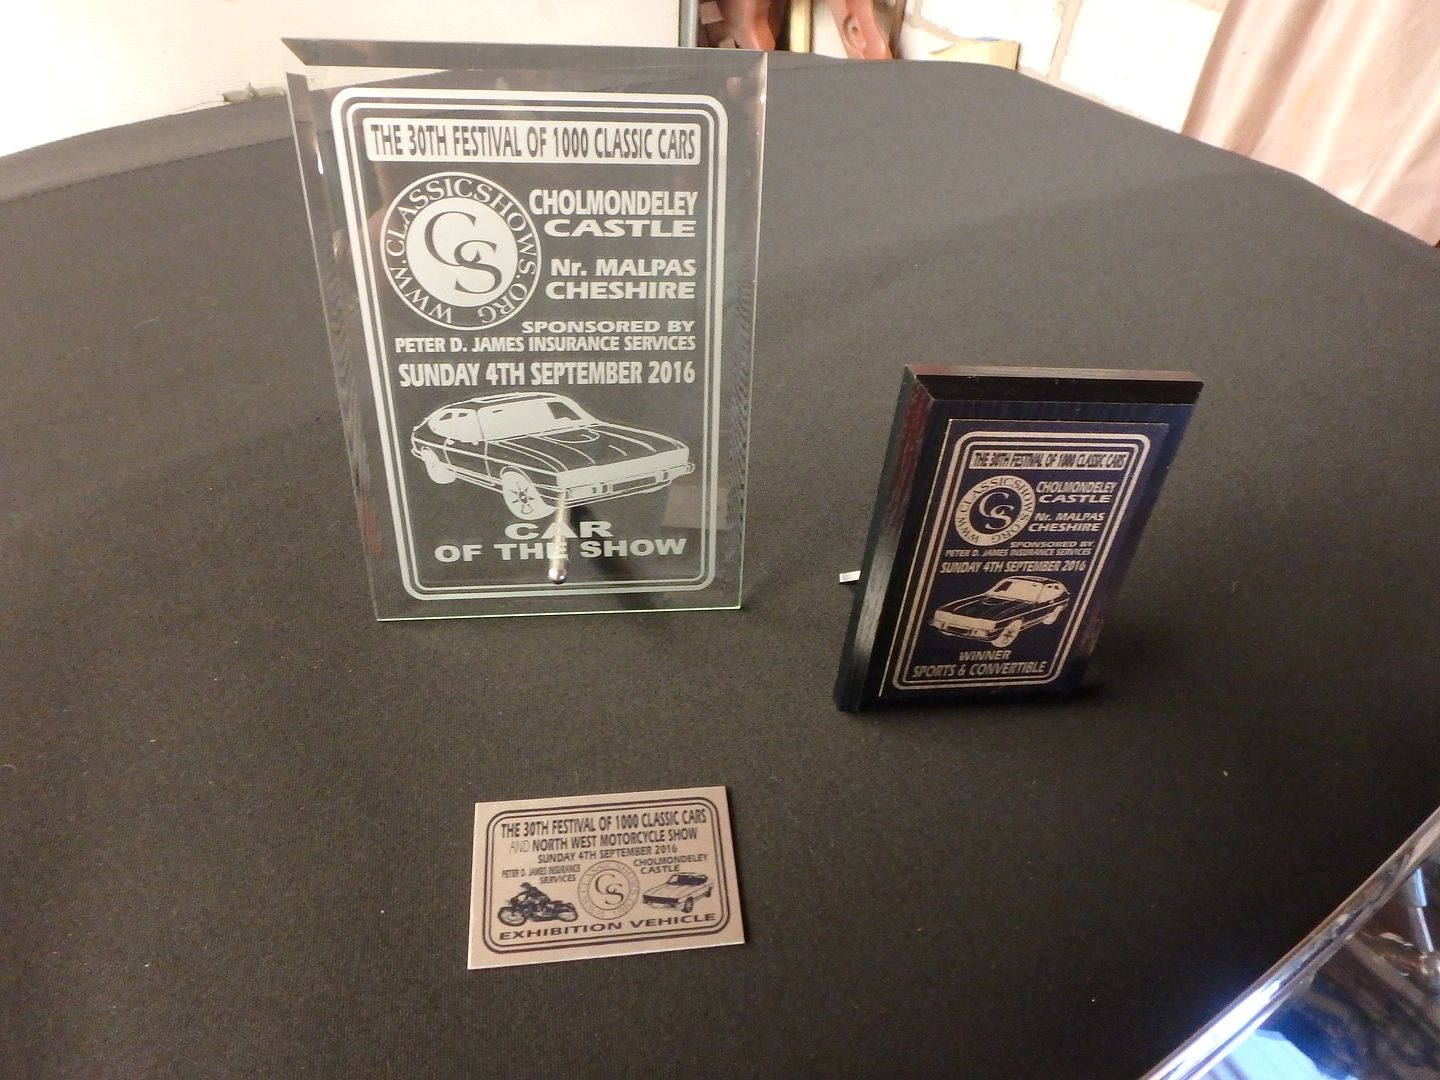 THE 30TH FESTIVAL OF 1000 CLASSIC CARS
WWW.CLASSICSHOWS.ORG
CS
CHOLMONDELEY
CASTLE
Nr. MALPAS
CHESHIRE
SPONSORED BY
PETER D. JAMES INSURANCE SERVICES
SUNDAY 4TH SEPTEMBER 2016
CAR
OF THE SHOW
THE 30TH FESTIVAL OF 1000 CLASSIC CARS
WWW.CLASSICSHOWS.ORG
CS
CHOLMONDELEY
CASTLE
Nr. MALPAS
CHESHIRE
SPONSORED BY
PETER D. JAMES INSURANCE SERVICES
SUNDAY 4TH SEPTEMBER 2016
WINNER
SPORTS & CONVERTIBLE
THE 30TH FESTIVAL OF 1000 CLASSIC CARS
AND NORTH WEST MOTORCYCLE SHOW
SUNDAY 4TH SEPTEMBER 2016
PETER D. JAMES INSURANCE
SERVICES
WWW.CLASSICSHOWS.ORG
CS
CHOLMONDELEY
CASTLE
EXHIBITION VEHICLE